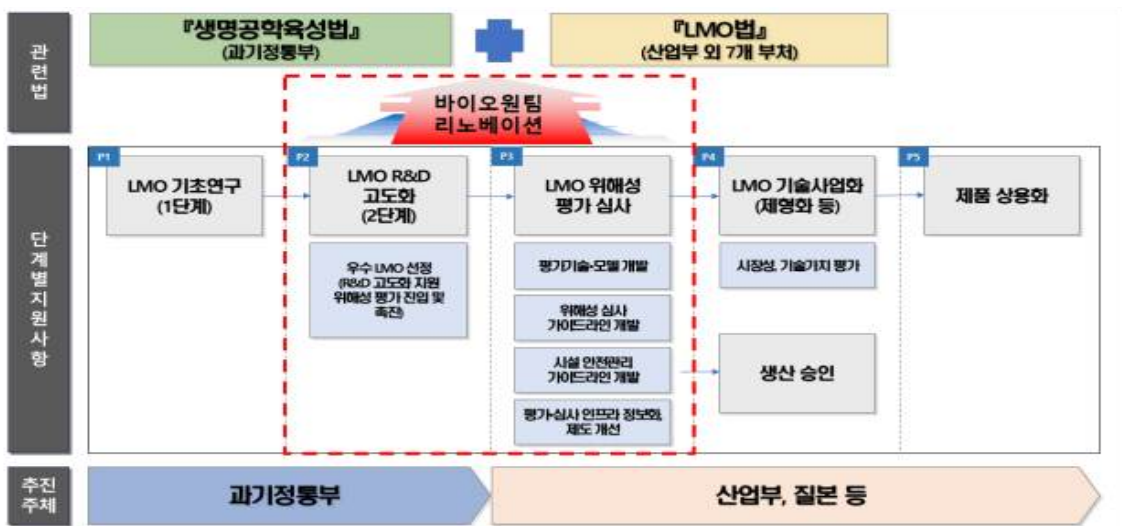 관련법
『생명공학육성법』
(과기정통부)
『LMO법』
(산업부 외 7개 부처)
바이오원팀
리노베이션
단계별지원사항
P1
LMO 기초연구
(1단계)
P2
LMO R&D
고도화
(2단계)
우수 LMO 선정
(R&D 고도화 지원
위해성 평가 진입 및
촉진)
P3
LMO 위해성
평가 심사
평가기술·모델 개발
위해성 심사
가이드라인 개발
시설 안전관리
가이드라인 개발
평가·심사 인프라 정보화,
제도 개선
P4
LMO 기술사업화
(제형화 등)
시장성, 기술가치 평가
생산 승인
P5
제품 상용화
추진
주체
과기정통부
산업부, 질본 등